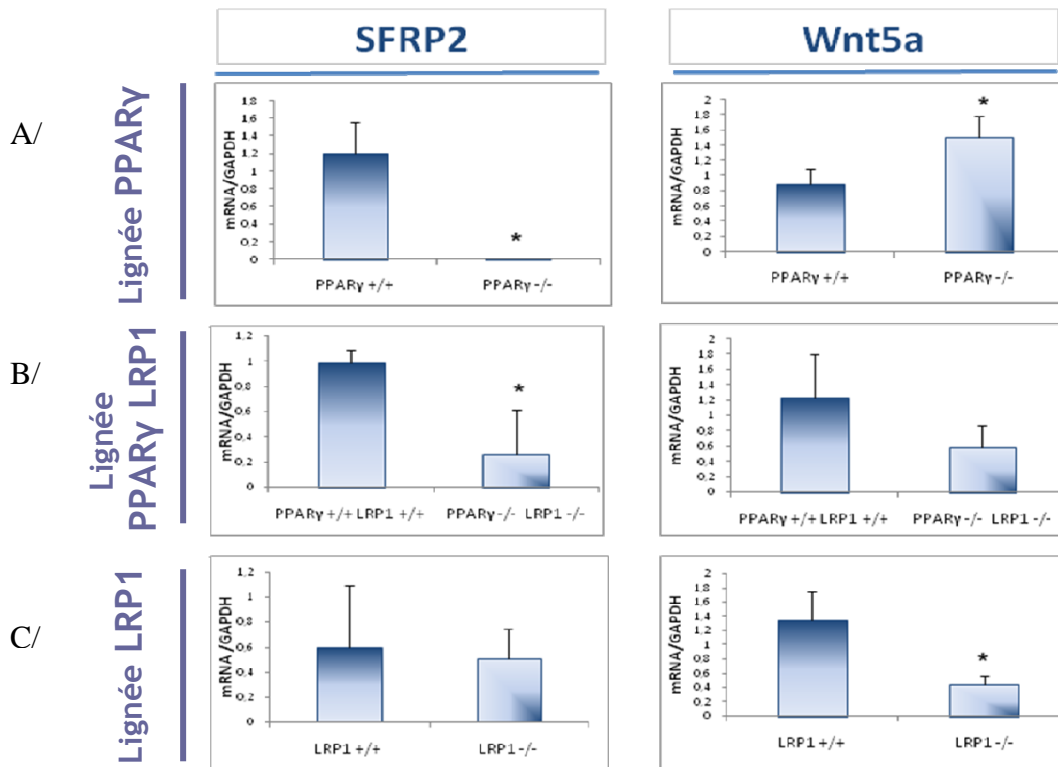 SFRP2
Wnt5a
A/
Lignée PPARγ
mRNA/GAPDH
1,8
1,6
1,4
1,2
1
0,8
0,6
0,4
0,2
0
*
PPARγ +/+
PPARγ -/-
mRNA/GAPDH
2
1,8
1,6
1,4
1,2
1
0,8
0,6
0,4
0,2
0
*
PPARγ +/+
PPARγ -/-
B/
Lignée
PPARγ LRP1
mRNA/GAPDH
1,2
1
0,8
0,6
0,4
0,2
0
*
PPARγ +/+ LRP1 +/+
PPARγ -/- LRP1 -/-
mRNA/GAPDH
2
1,8
1,6
1,4
1,2
1
0,8
0,6
0,4
0,2
0
PPARγ +/+ LRP1 +/+
PPARγ -/- LRP1 -/-
C/
Lignée LRP1
mRNA/GAPDH
1,2
1
0,8
0,6
0,4
0,2
0
LRP1 +/+
LRP1 -/-
mRNA/GAPDH
2
1,8
1,6
1,4
1,2
1
0,8
0,6
0,4
0,2
0
*
LRP1 +/+
LRP1 -/-